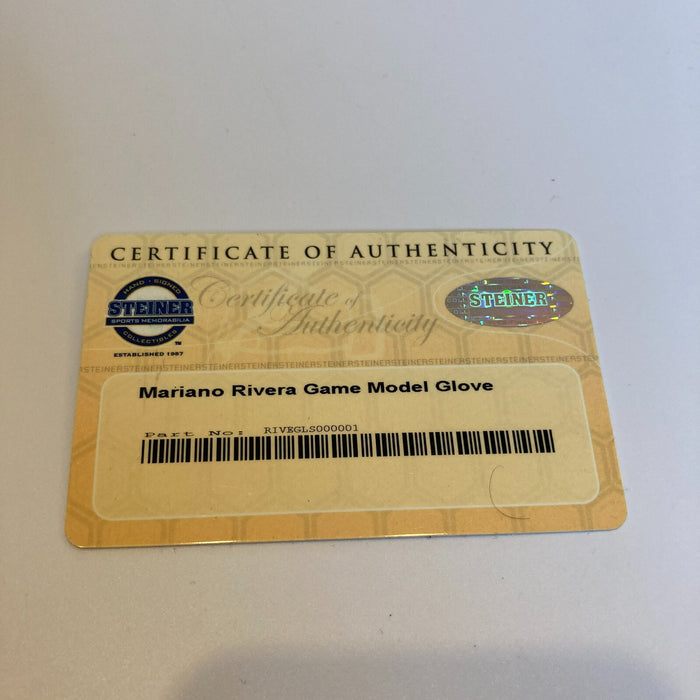 CERTIFICATE OF AUTHENTICITY
HAND · SIGNED
STEINER
SPORTS MEMORABILIA
COLLECTIBLES
TM
ESTABLISHED 1987
Certificate of
Authenticity
STEINER
Mariano Rivera Game Model Glove
Part No: RIVEGLS000001